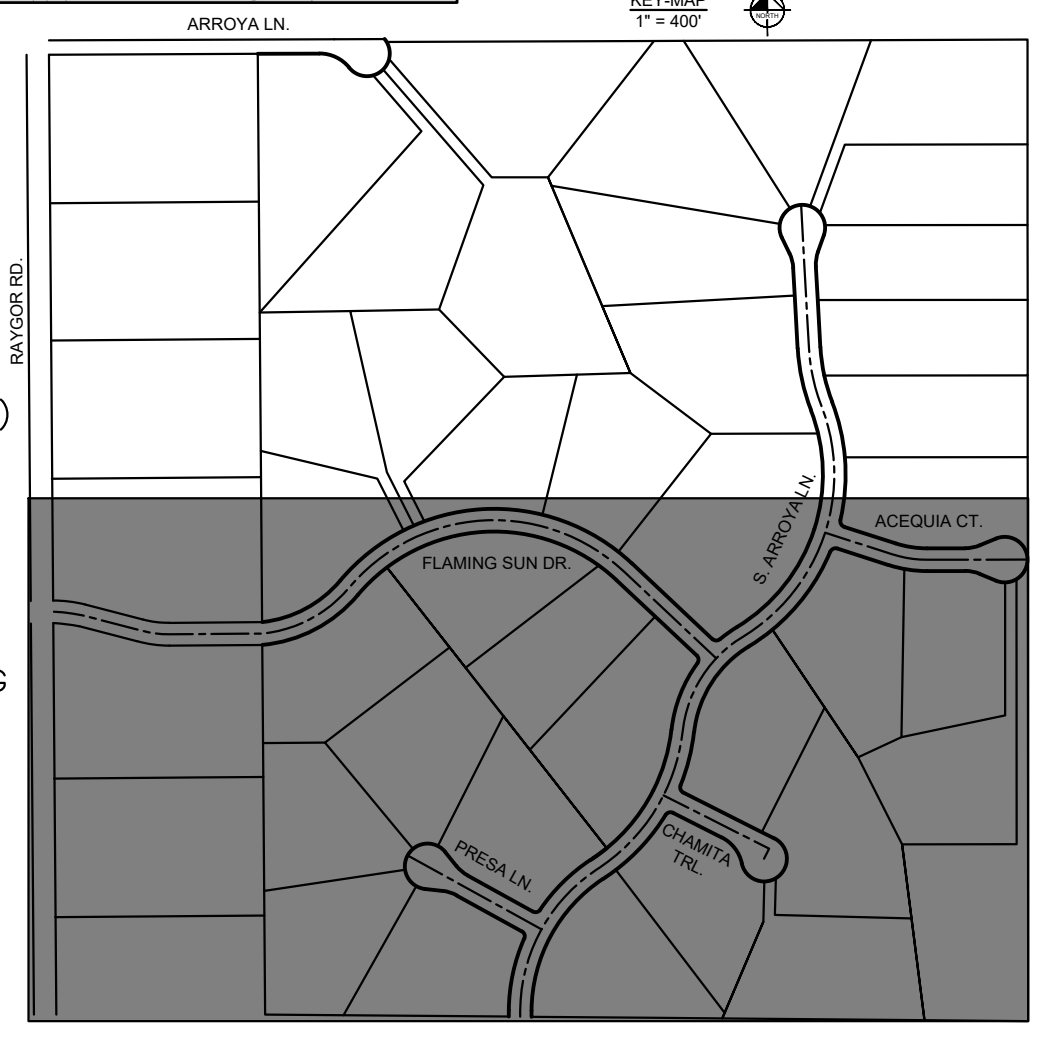 KEY-MAP
1" = 400'
NORTH
ARROYA LN.
RAYGOR RD.
S. ARROYA LN.
ACEQUIA CT.
FLAMING SUN DR.
PRESA LN.
CHAMITA
TRL.